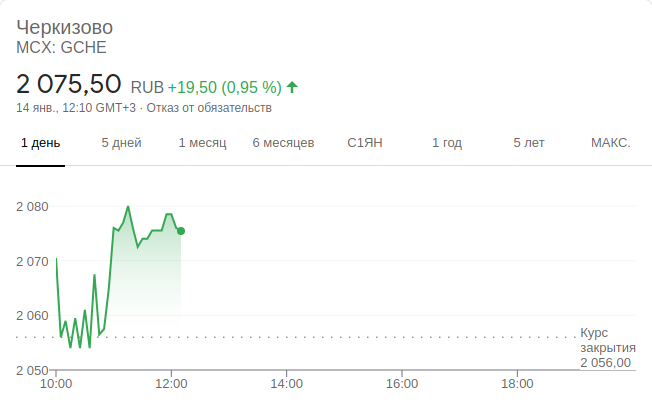 Черкизово
MCX: GCHE
2 075,50 RUB +19,50 (0,95 %)
14 янв., 12:10 GMT+3 · Отказ от обязательств
1 день 5 дней 1 месяц 6 месяцев С1ЯН 1 год 5 лет МАКС.
2 080
2 070
2 060
Курс
закрытия
2 056,00
2 050
10:00 12:00 14:00 16:00 18:00